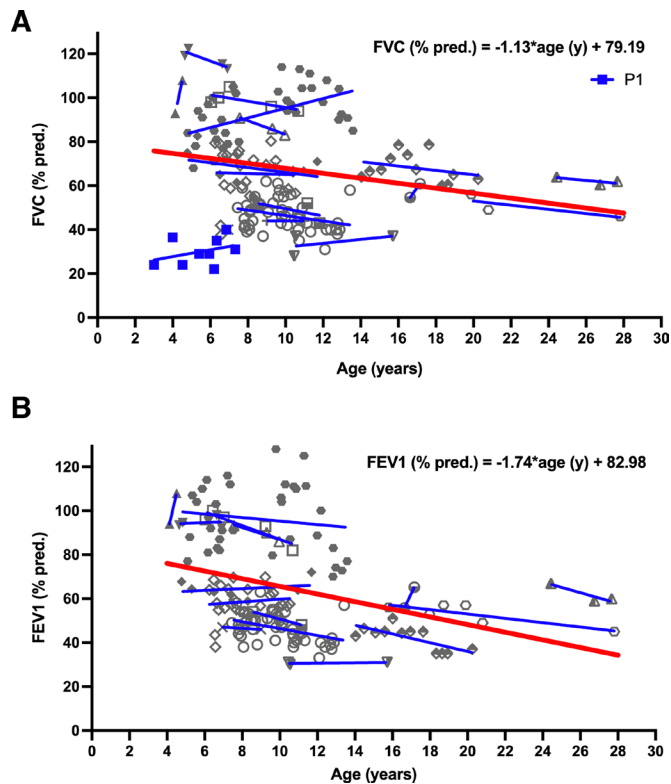 A
FVC (% pred.) = -1.13*age (y) + 79.19
P1
FVC (% pred.)
120
100
80
60
40
20
0
0 2 4 6 8 10 12 14 16 18 20 22 24 26 28 30
Age (years)
B
FEV1 (% pred.) = -1.74*age (y) + 82.98
FEV1 (% pred.)
120
100
80
60
40
20
0
0 2 4 6 8 10 12 14 16 18 20 22 24 26 28 30
Age (years)